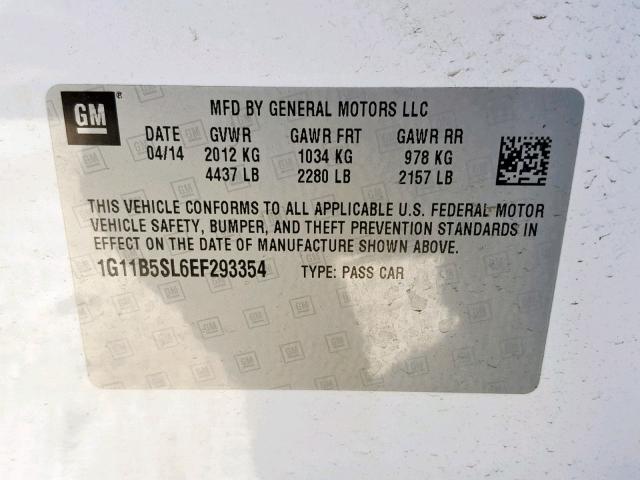 GM ®
MFD BY GENERAL MOTORS LLC
DATE GVWR GAWR FRT GAWR RR
04/14 2012 KG 1034 KG 978 KG
4437 LB 2280 LB 2157 LB
THIS VEHICLE CONFORMS TO ALL APPLICABLE U.S. FEDERAL MOTOR
VEHICLE SAFETY, BUMPER, AND THEFT PREVENTION STANDARDS IN
EFFECT ON THE DATE OF MANUFACTURE SHOWN ABOVE.
1G11B5SL6EF293354 TYPE: PASS CAR